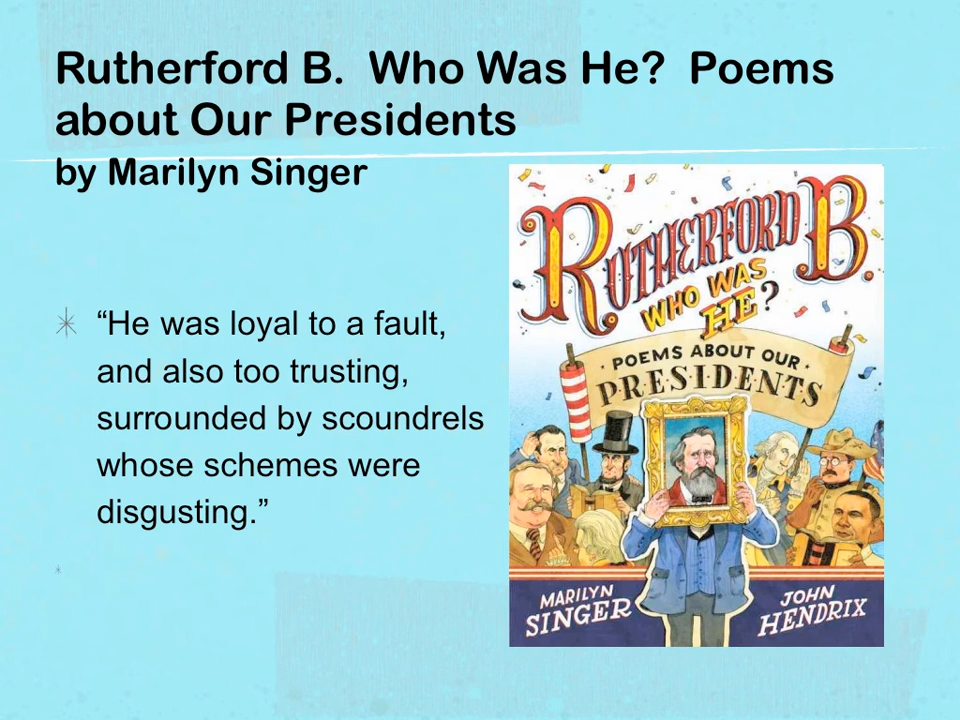 Rutherford B.  Who Was He?  Poems
about Our Presidents
by Marilyn Singer
“He was loyal to a fault,
and also too trusting,
surrounded by scoundrels
whose schemes were
disgusting.”
RUTHERFORD B.
WHO WAS
HE?
· POEMS ABOUT OUR ·
PRESIDENTS
MARILYN
SINGER
JOHN
HENDRIX